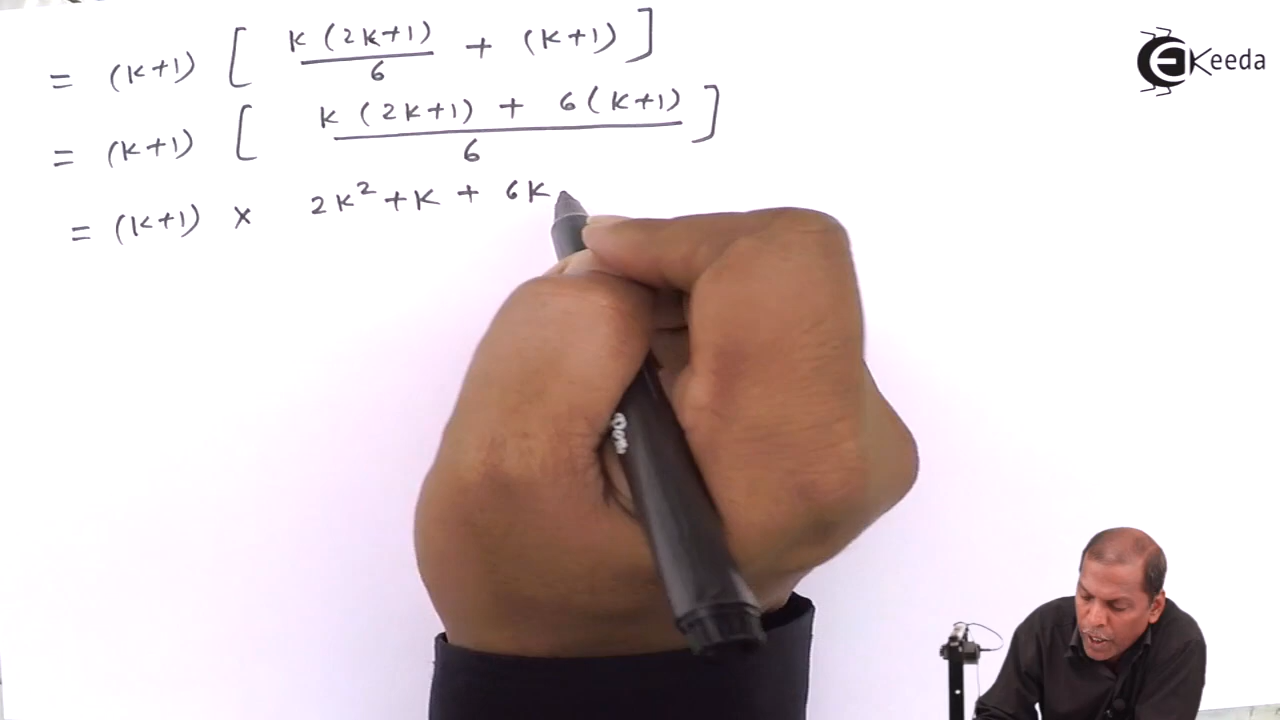 = (k+1) [ k(2k+1)/6 + (k+1) ]
= (k+1) [ k(2k+1) + 6(k+1) / 6 ]
= (k+1) × 2k² + k + 6k
EKeeda